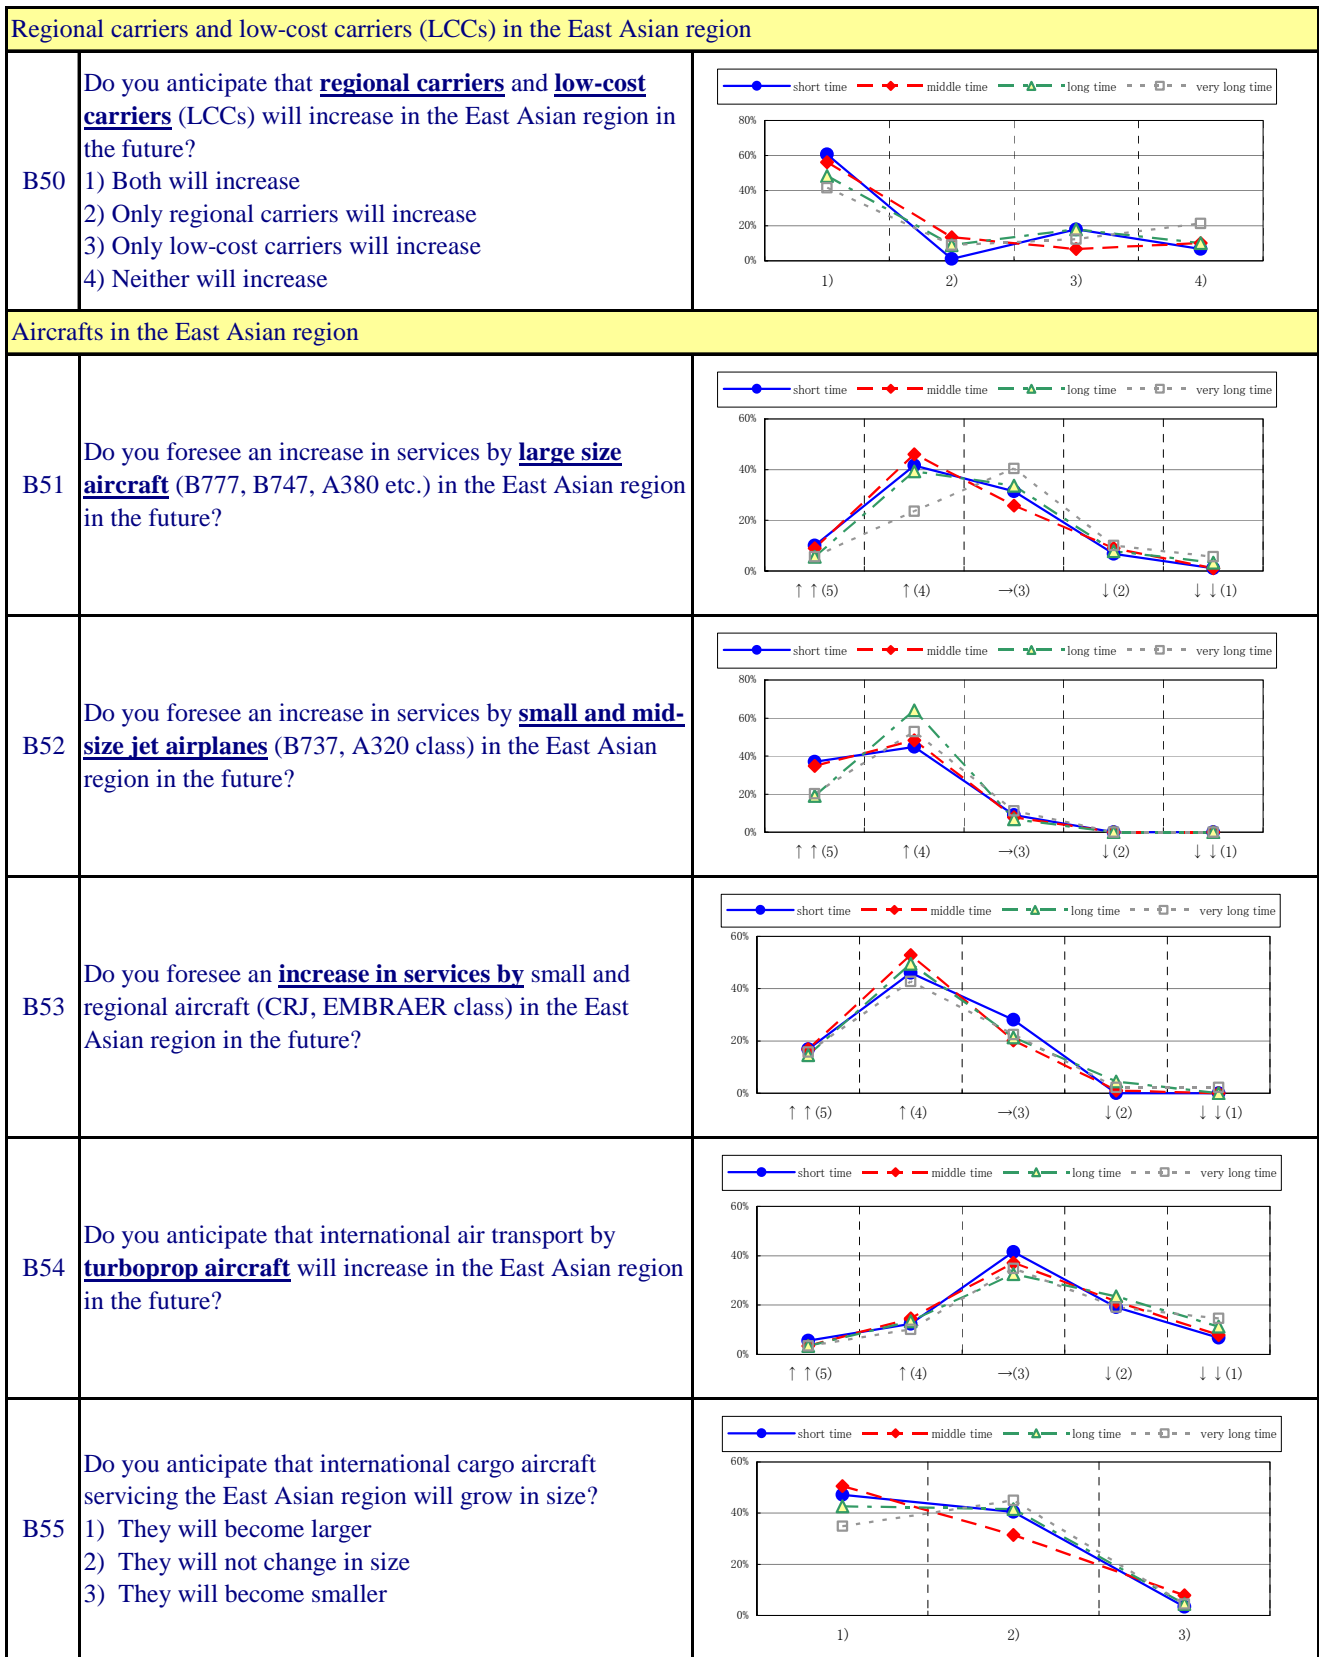 Regional carriers and low-cost carriers (LCCs) in the East Asian region
B50
Do you anticipate that regional carriers and low-cost
carriers (LCCs) will increase in the East Asian region in
the future?
1) Both will increase
2) Only regional carriers will increase
3) Only low-cost carriers will increase
4) Neither will increase
short time middle time long time very long time
80%
60%
40%
20%
0%
1) 2) 3) 4)
Aircrafts in the East Asian region
B51
Do you foresee an increase in services by large size
aircraft (B777, B747, A380 etc.) in the East Asian region
in the future?
short time middle time long time very long time
60%
40%
20%
0%
↑ ↑(5) ↑(4) →(3) ↓(2) ↓ ↓(1)
B52
Do you foresee an increase in services by small and mid-
size jet airplanes (B737, A320 class) in the East Asian
region in the future?
short time middle time long time very long time
80%
60%
40%
20%
0%
↑ ↑(5) ↑(4) →(3) ↓(2) ↓ ↓(1)
B53
Do you foresee an increase in services by small and
regional aircraft (CRJ, EMBRAER class) in the East
Asian region in the future?
short time middle time long time very long time
60%
40%
20%
0%
↑ ↑(5) ↑(4) →(3) ↓(2) ↓ ↓(1)
B54
Do you anticipate that international air transport by
turboprop aircraft will increase in the East Asian region
in the future?
short time middle time long time very long time
60%
40%
20%
0%
↑ ↑(5) ↑(4) →(3) ↓(2) ↓ ↓(1)
B55
Do you anticipate that international cargo aircraft
servicing the East Asian region will grow in size?
1) They will become larger
2) They will not change in size
3) They will become smaller
short time middle time long time very long time
60%
40%
20%
0%
1) 2) 3)